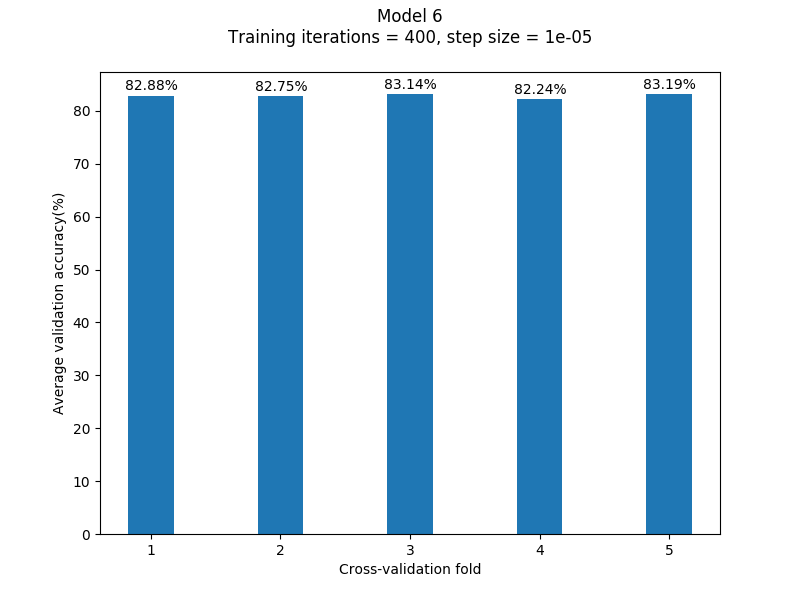 Model 6
Training iterations = 400, step size = 1e-05
82.88%
82.75%
83.14%
82.24%
83.19%
80
70
60
50
40
30
20
10
0
Average validation accuracy(%)
1 2 3 4 5
Cross-validation fold